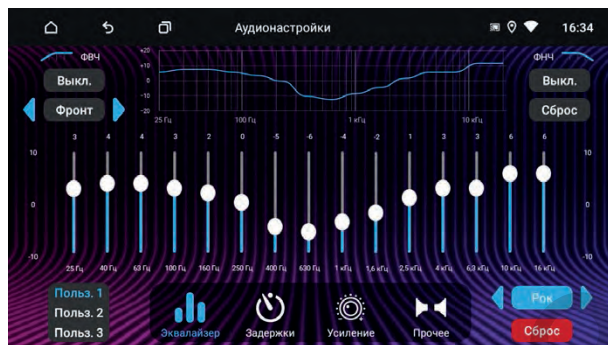 Аудионастройки
16:34
ФВЧ
ФНЧ
Выкл.
Выкл.
Фронт
Сброс
+20
+10
0
-10
-20
25 Гц 100 Гц 1 кГц 10 кГц
3 4 4 3 2 0 -5 -6 -4 -2 1 3 3 6 6
10 10
0 0
-10 -10
25 Гц 40 Гц 63 Гц 100 Гц 160 Гц 250 Гц 400 Гц 630 Гц 1 кГц 1,6 кГц 2,5 кГц 4 кГц 6,3 кГц 10 кГц 16 кГц
Польз. 1
Польз. 2
Польз. 3
Эквалайзер Задержки Усиление Прочее
Рок
Сброс